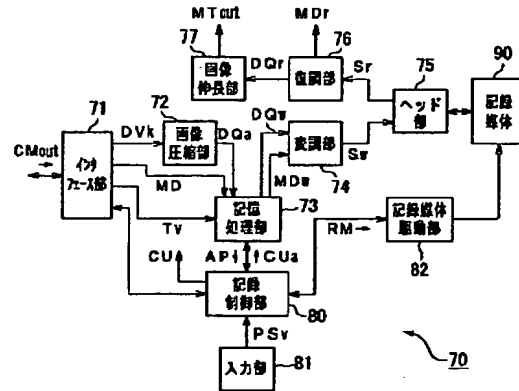 MTout
MDr
77
76
75
90
画像
伸長部
DQr
復調部
Sr
ヘッド
部
記録
媒体
71
72
DQw
CMout
DVk
画像
圧縮部
DQa
変調部
Sw
インタ
フェース部
MD
MDw
74
Tv
記憶
処理部
73
RM
記録媒体
駆動部
CU
AP
CUa
82
記録
制御部
80
PSv
入力部
81
70